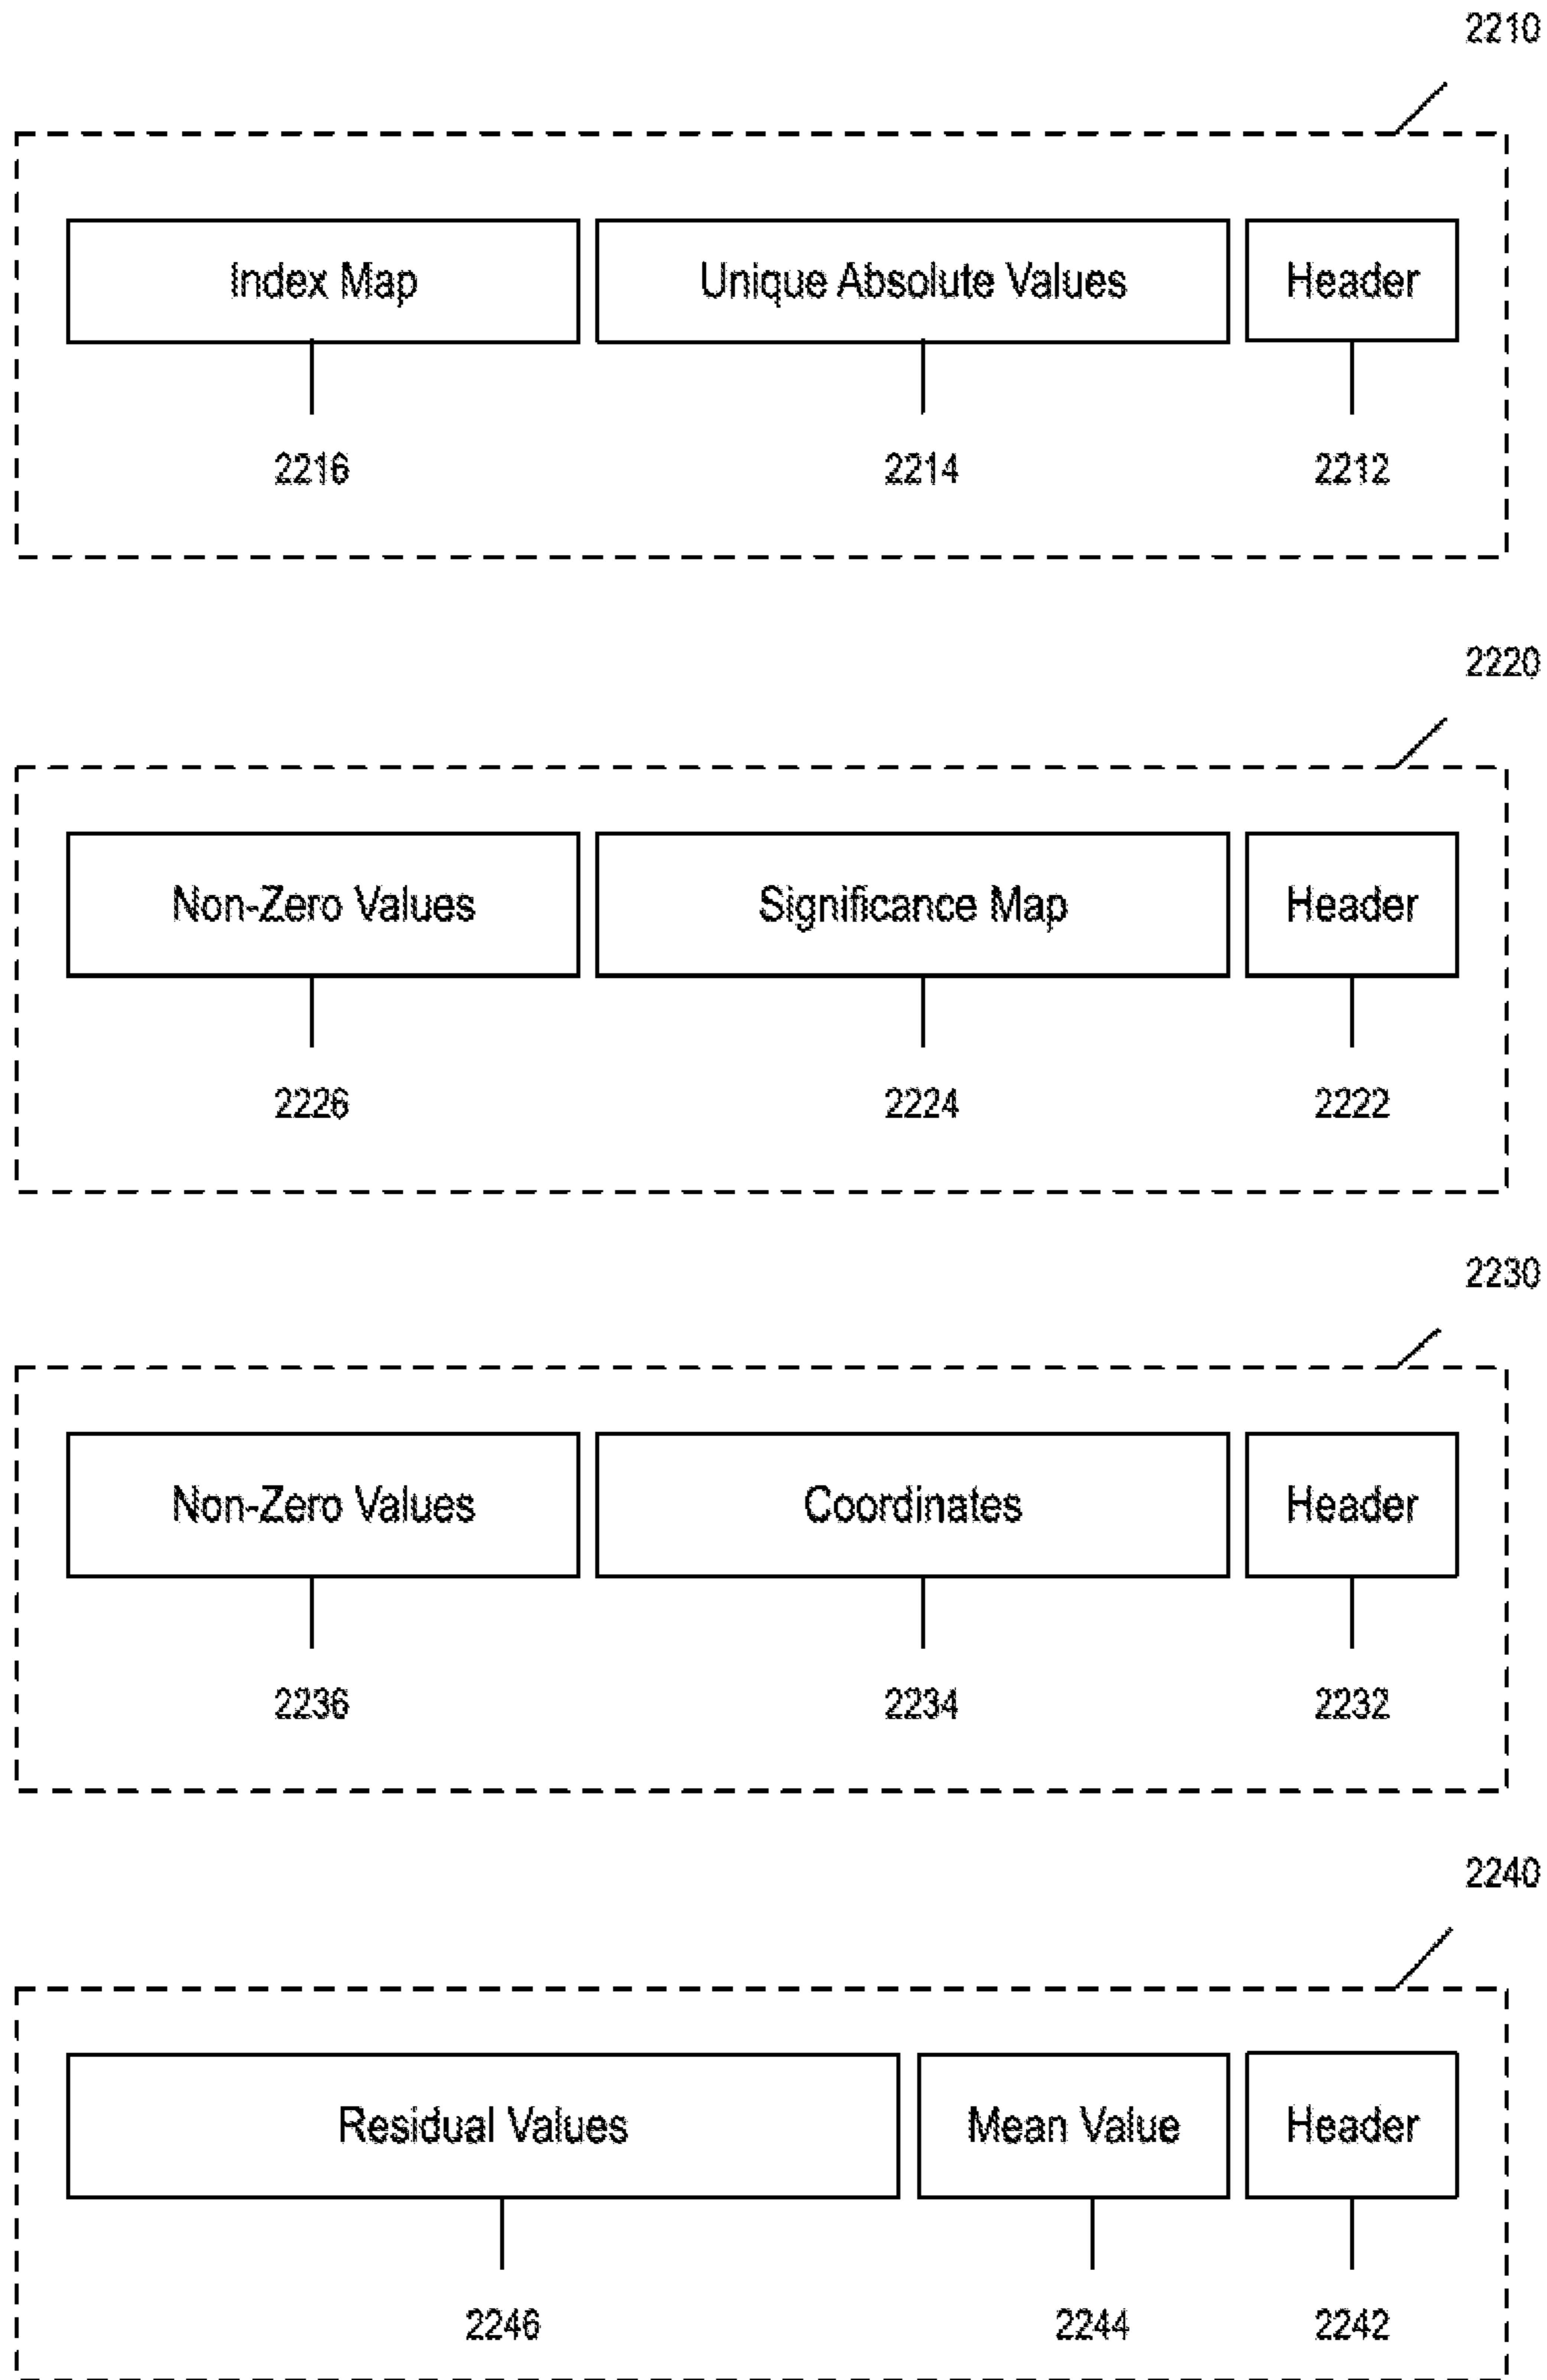 2210
Index Map Unique Absolute Values Header
2216 2214 2212
2220
Non-Zero Values Significance Map Header
2226 2224 2222
2230
Non-Zero Values Coordinates Header
2236 2234 2232
2240
Residual Values Mean Value Header
2246 2244 2242